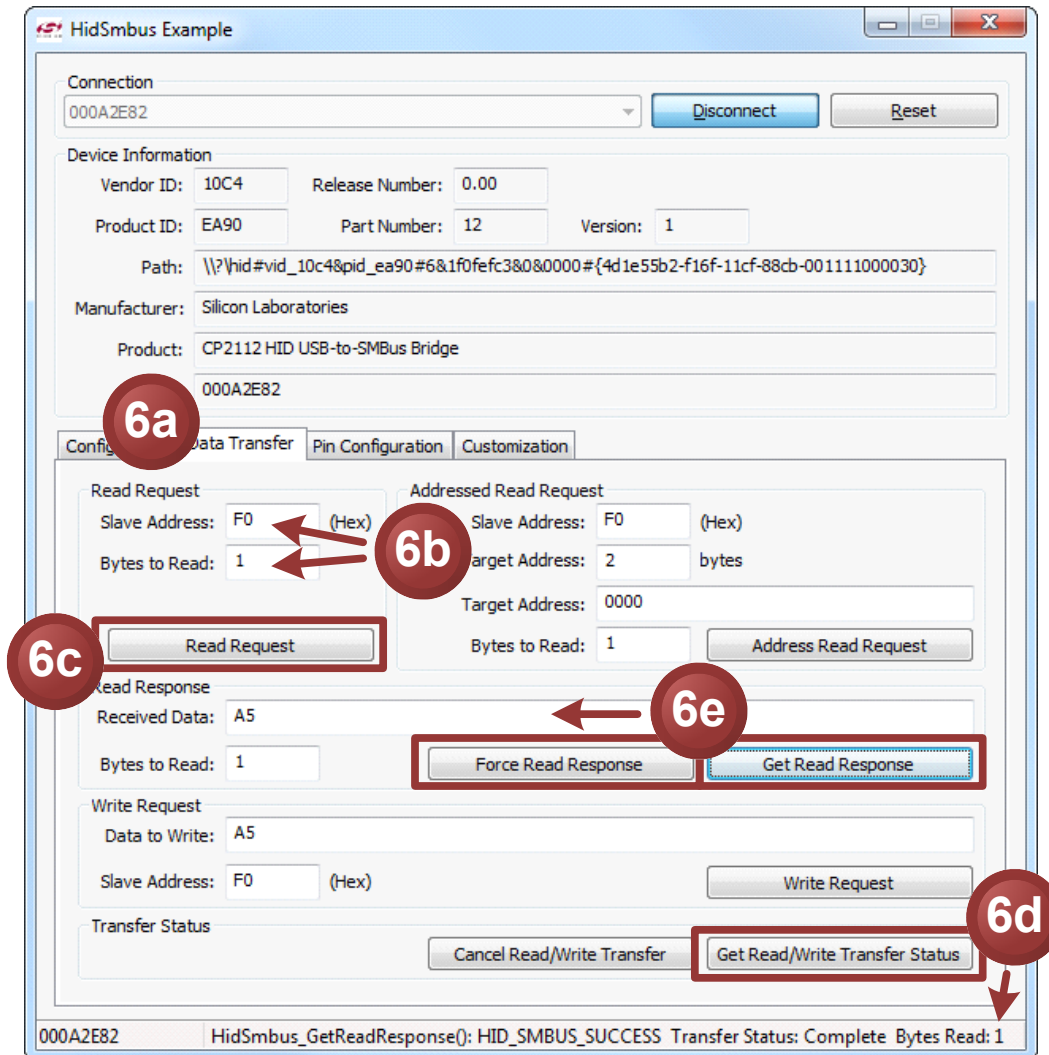 HidSmbus Example
Connection
000A2E82 Disconnect Reset
Device Information
Vendor ID: 10C4 Release Number: 0.00
Product ID: EA90 Part Number: 12 Version: 1
Path: \\?\hid#vid_10c4&pid_ea90#6&1f0fefc3&0&0000#{4d1e55b2-f16f-11cf-88cb-001111000030}
Manufacturer: Silicon Laboratories
Product: CP2112 HID USB-to-SMBus Bridge
000A2E82
6a
Data Transfer Pin Configuration Customization
Read Request Addressed Read Request
Slave Address: F0 (Hex) Slave Address: F0 (Hex)
6b
Bytes to Read: 1 Target Address: 2 bytes
Target Address: 0000
6c
Read Request Bytes to Read: 1 Address Read Request
Read Response
6e
Received Data: A5
Bytes to Read: 1 Force Read Response Get Read Response
Write Request
Data to Write: A5
Slave Address: F0 (Hex) Write Request
6d
Transfer Status
Cancel Read/Write Transfer Get Read/Write Transfer Status
000A2E82 HidSmbus_GetReadResponse(): HID_SMBUS_SUCCESS Transfer Status: Complete Bytes Read: 1